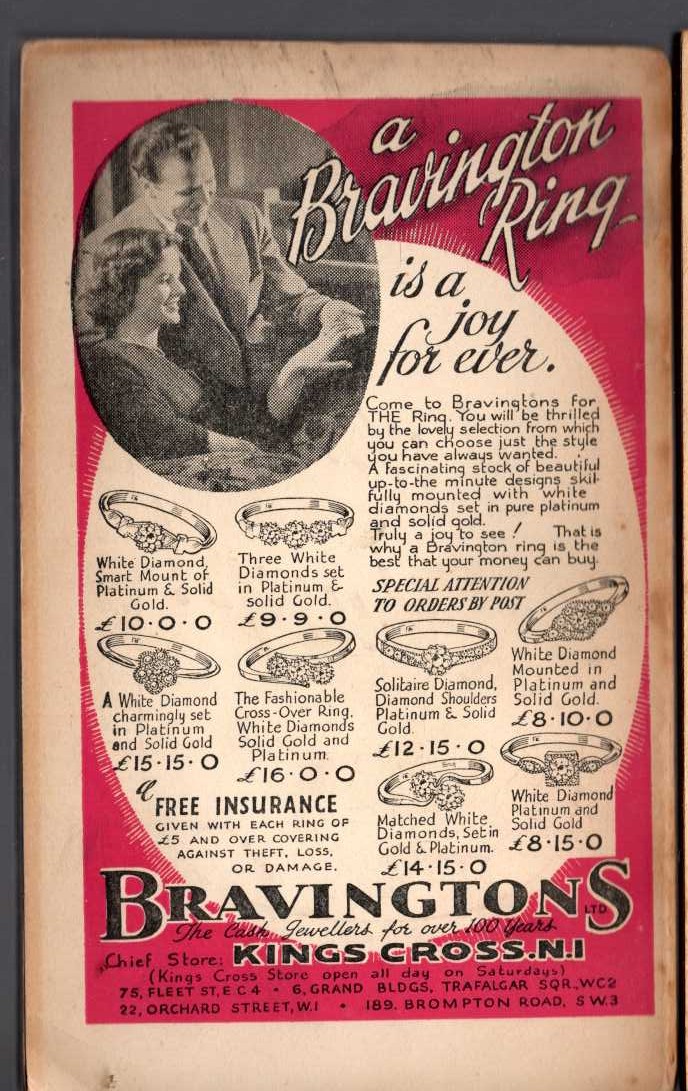 a
Bravington
Ring
is a
joy
for ever.
Come to Bravingtons for
THE Ring. You will be thrilled
by the lovely selection from which
you can choose just the style
you have always wanted.
A fascinating stock of beautiful
up-to-the minute designs skil-
fully mounted with white
diamonds set in pure platinum
and solid gold.
Truly a joy to see! That is
why a Bravington ring is the
best that your money can buy.
SPECIAL ATTENTION
TO ORDERS BY POST
White Diamond,
Smart Mount of
Platinum & Solid
Gold.
£10·0·0
Three White
Diamonds set
in Platinum &
solid Gold.
£9·9·0
A White Diamond
charmingly set
in Platinum
and Solid Gold
£15·15·0
The Fashionable
Cross-Over Ring.
White Diamonds
Solid Gold and
Platinum.
£16·0·0
Solitaire Diamond,
Diamond Shoulders
Platinum & Solid
Gold.
£12·15·0
White Diamond
Mounted in
Platinum and
Solid Gold.
£8·10·0
Matched White
Diamonds, Set in
Gold & Platinum.
£14·15·0
White Diamond
Platinum and
Solid Gold
£8·15·0
a
FREE INSURANCE
GIVEN WITH EACH RING OF
£5 AND OVER COVERING
AGAINST THEFT, LOSS,
OR DAMAGE.
BRAVINGTONS LTD
The Cash Jewellers for over 100 Years
Chief Store: KINGS CROSS.N.1
(Kings Cross Store open all day on Saturdays)
75, FLEET ST, E.C.4 • 6, GRAND BLDGS, TRAFALGAR SQR., WC2
22, ORCHARD STREET, W.1 • 189. BROMPTON ROAD, S.W.3